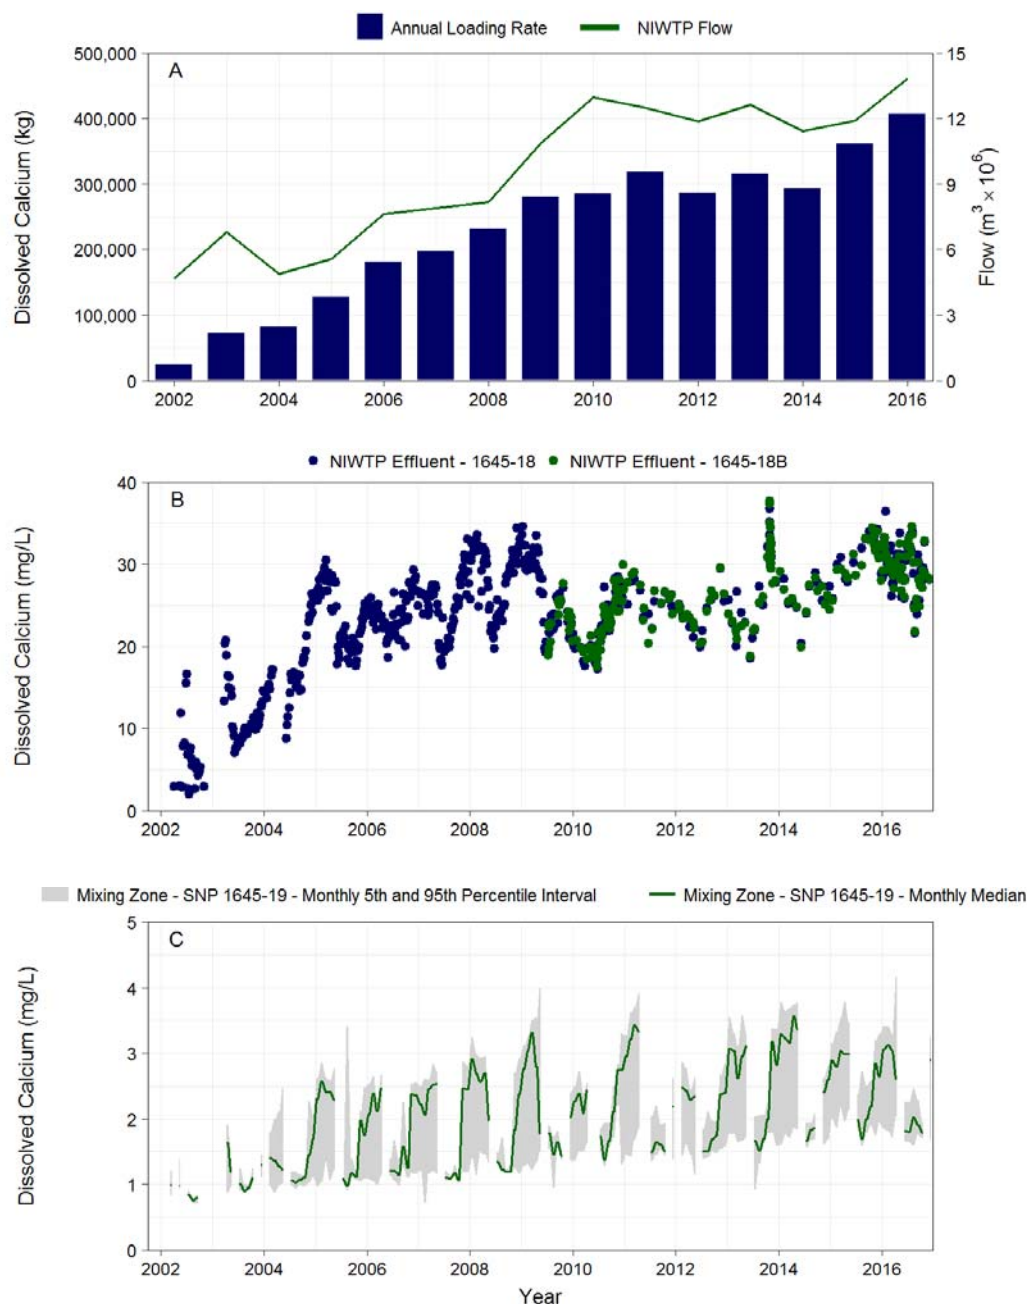 Annual Loading Rate NIWTP Flow
A
500,000
400,000
300,000
200,000
100,000
0
Dissolved Calcium (kg)
15
12
9
6
3
0
Flow (m³ × 10⁶)
2002 2004 2006 2008 2010 2012 2014 2016
NIWTP Effluent - 1645-18 NIWTP Effluent - 1645-18B
B
40
30
20
10
0
Dissolved Calcium (mg/L)
2002 2004 2006 2008 2010 2012 2014 2016
Mixing Zone - SNP 1645-19 - Monthly 5th and 95th Percentile Interval Mixing Zone - SNP 1645-19 - Monthly Median
C
5
4
3
2
1
0
Dissolved Calcium (mg/L)
2002 2004 2006 2008 2010 2012 2014 2016
Year